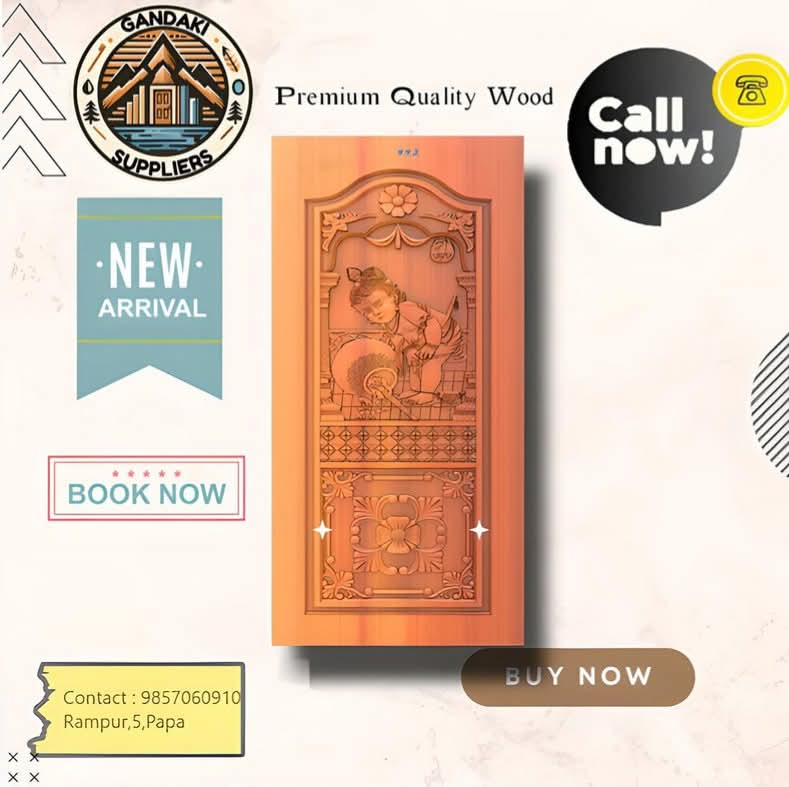 GANDAKI
SUPPLIERS
Premium Quality Wood
Call
now!
NEW
ARRIVAL
BOOK NOW
BUY NOW
Contact : 9857060910
Rampur,5,Papa